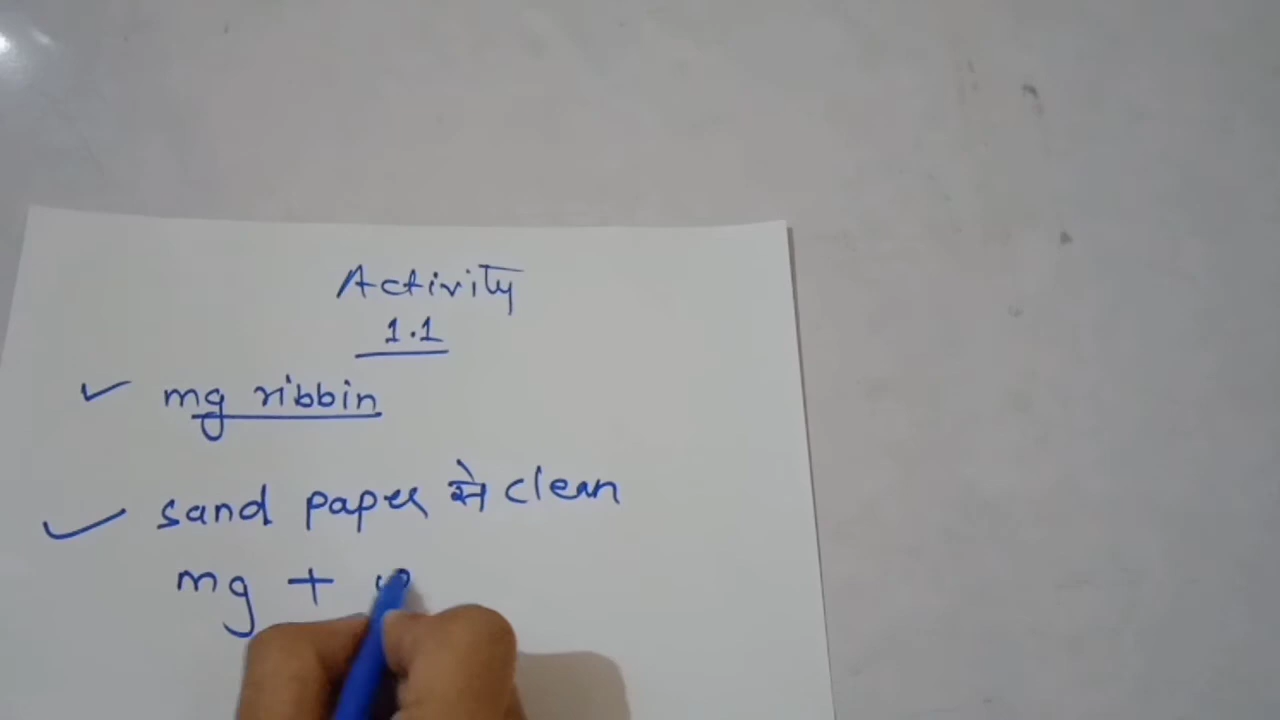 Activity
1.1
mg ribbin
sand paper से clean
mg +